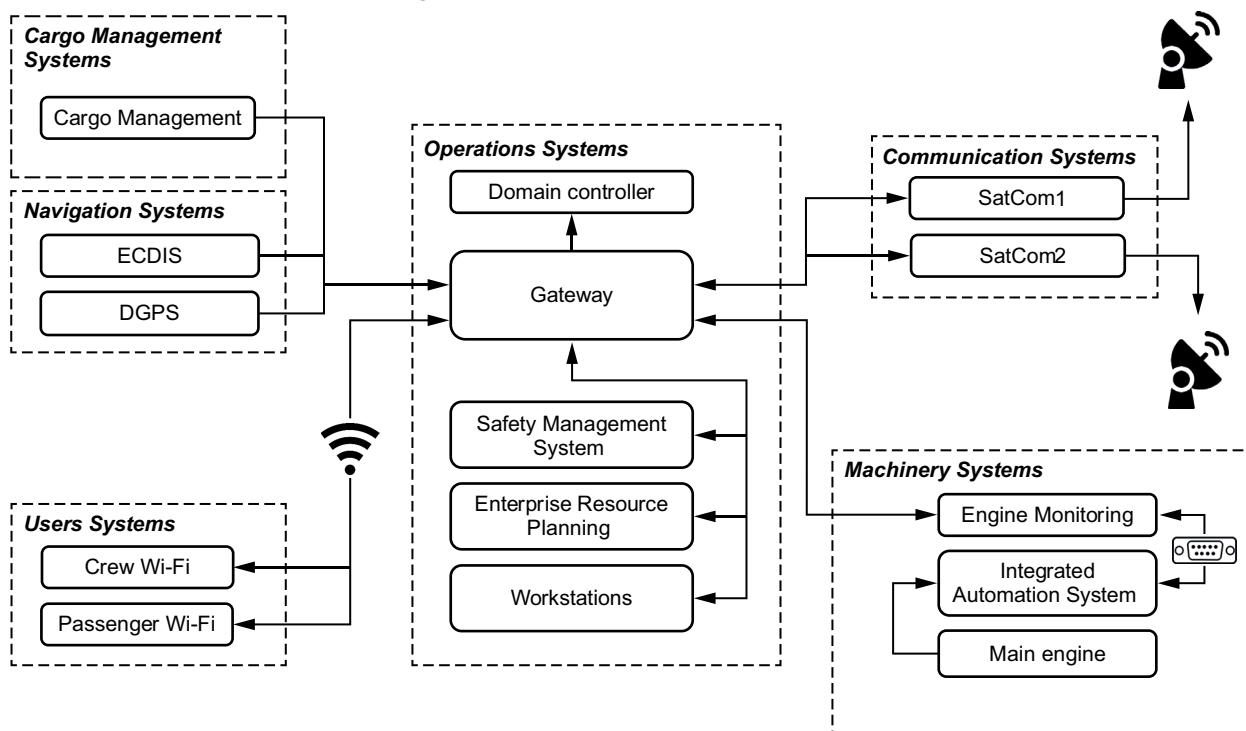 Cargo Management
Systems
Cargo Management
Navigation Systems
ECDIS
DGPS
Users Systems
Crew Wi-Fi
Passenger Wi-Fi
Operations Systems
Domain controller
Gateway
Safety Management
System
Enterprise Resource
Planning
Workstations
Communication Systems
SatCom1
SatCom2
Machinery Systems
Engine Monitoring
Integrated
Automation System
Main engine